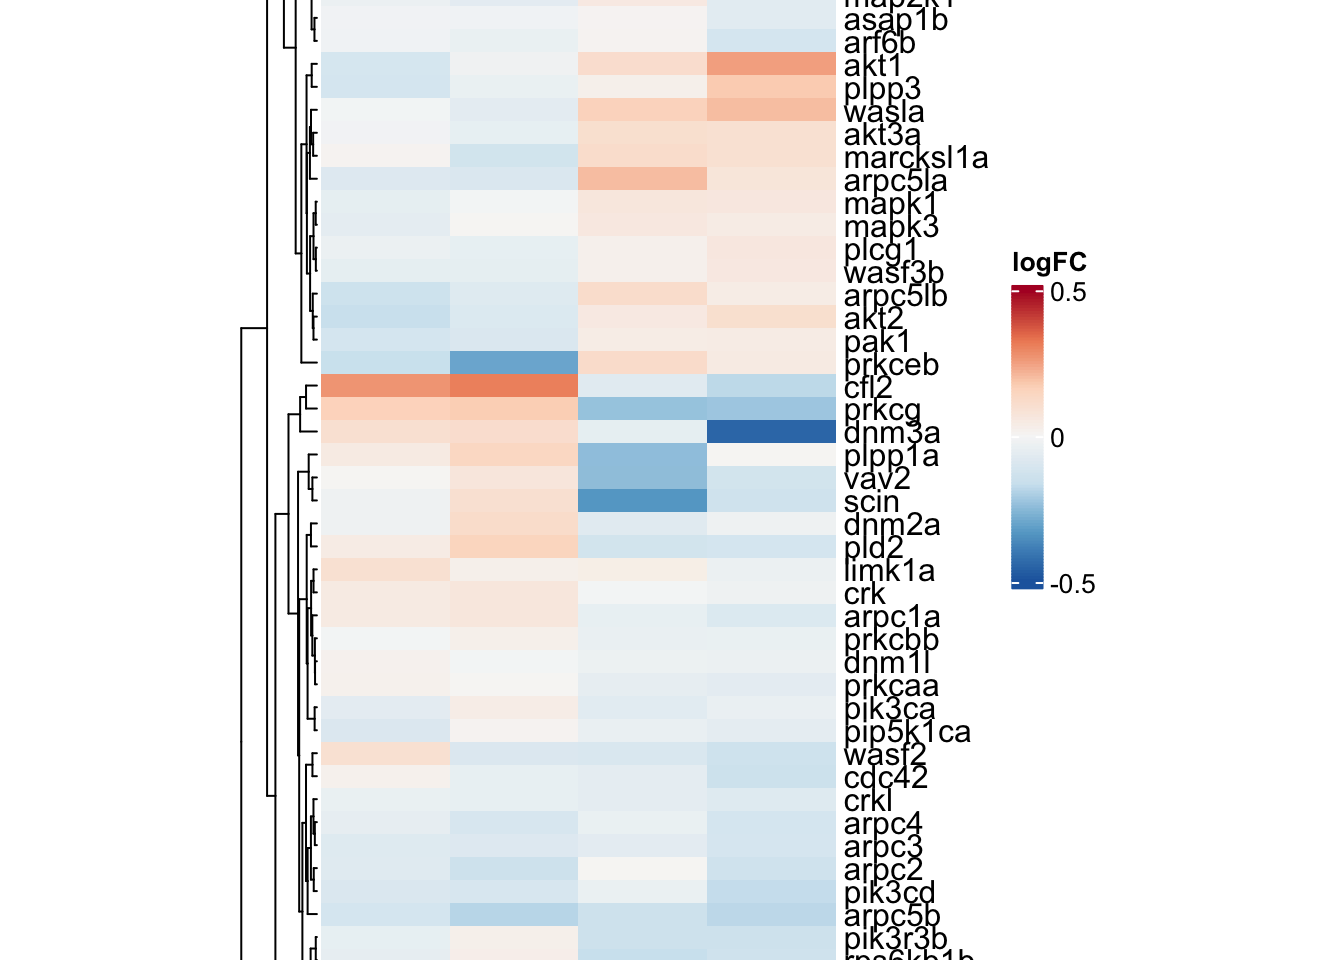 map2k1
asap1b
arf6b
akt1
plpp3
wasla
akt3a
marcksl1a
arpc5la
mapk1
mapk3
plcg1
wasf3b
arpc5lb
akt2
pak1
prkceb
cfl2
prkcg
dnm3a
plpp1a
vav2
scin
dnm2a
pld2
limk1a
crk
arpc1a
prkcbb
dnm1l
prkcaa
pik3ca
pip5k1ca
wasf2
cdc42
crkl
arpc4
arpc3
arpc2
pik3cd
arpc5b
pik3r3b
rps6kb1b
logFC
0.5
0
-0.5